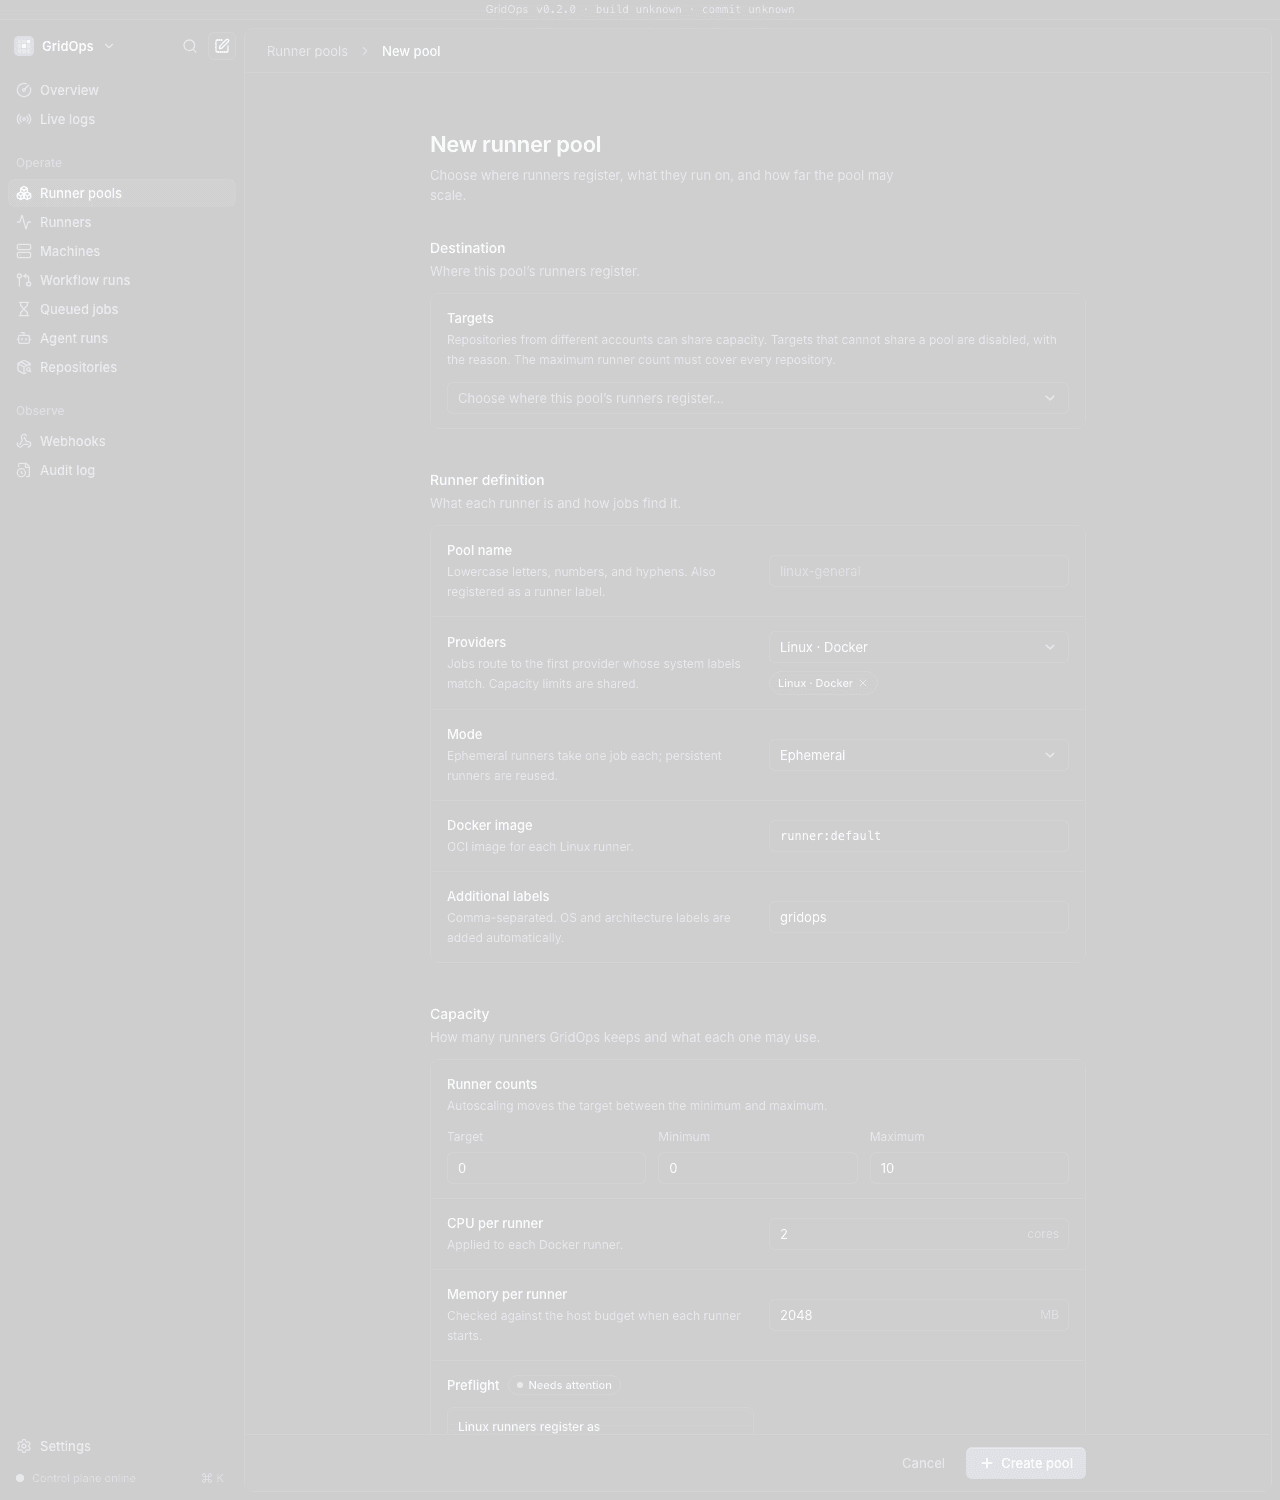 GridOps v0.2.0 · build unknown · commit unknown
GridOps
Runner pools > New pool
Overview
Live logs
Operate
Runner pools
Runners
Machines
Workflow runs
Queued jobs
Agent runs
Repositories
Observe
Webhooks
Audit log
Settings
Control plane online
⌘ K
New runner pool
Choose where runners register, what they run on, and how far the pool may
scale.
Destination
Where this pool's runners register.
Targets
Repositories from different accounts can share capacity. Targets that cannot share a pool are disabled, with
the reason. The maximum runner count must cover every repository.
Choose where this pool's runners register…
Runner definition
What each runner is and how jobs find it.
Pool name
Lowercase letters, numbers, and hyphens. Also
registered as a runner label.
linux-general
Providers
Jobs route to the first provider whose system labels
match. Capacity limits are shared.
Linux · Docker
Linux · Docker ×
Mode
Ephemeral runners take one job each; persistent
runners are reused.
Ephemeral
Docker image
OCI image for each Linux runner.
runner:default
Additional labels
Comma-separated. OS and architecture labels are
added automatically.
gridops
Capacity
How many runners GridOps keeps and what each one may use.
Runner counts
Autoscaling moves the target between the minimum and maximum.
Target
Minimum
Maximum
0
0
10
CPU per runner
Applied to each Docker runner.
2
cores
Memory per runner
Checked against the host budget when each runner
starts.
2048
MB
Preflight
Needs attention
Linux runners register as
Cancel
Create pool